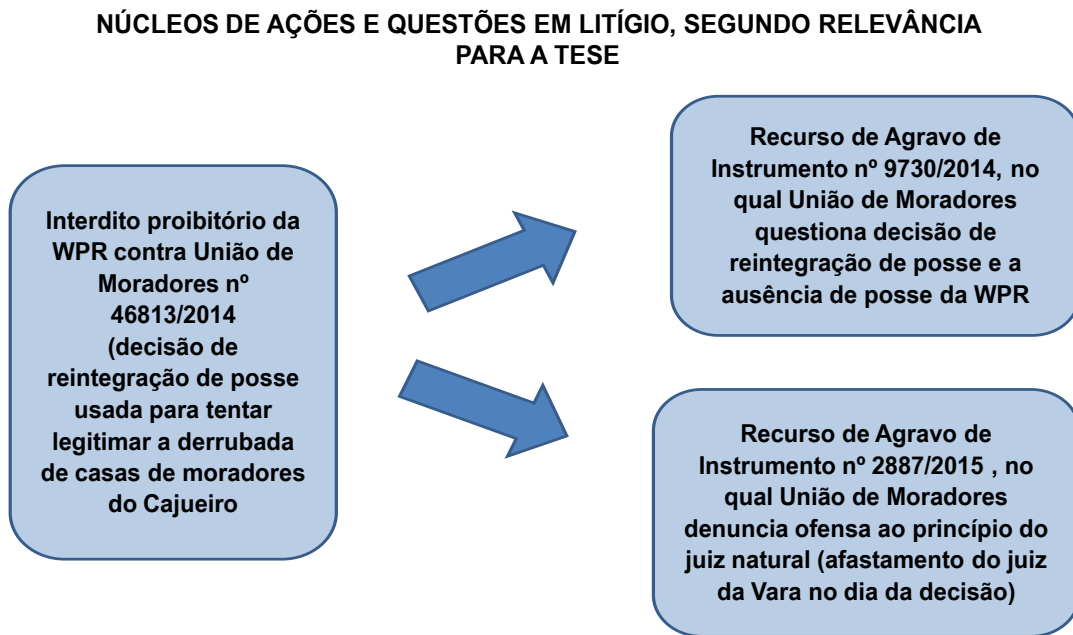 NÚCLEOS DE AÇÕES E QUESTÕES EM LITÍGIO, SEGUNDO RELEVÂNCIA
PARA A TESE
Interdito proibitório da
WPR contra União de
Moradores nº
46813/2014
(decisão de
reintegração de posse
usada para tentar
legitimar a derrubada
de casas de moradores
do Cajueiro
Recurso de Agravo de
Instrumento nº 9730/2014, no
qual União de Moradores
questiona decisão de
reintegração de posse e a
ausência de posse da WPR
Recurso de Agravo de
Instrumento nº 2887/2015 , no
qual União de Moradores
denuncia ofensa ao princípio do
juiz natural (afastamento do juiz
da Vara no dia da decisão)